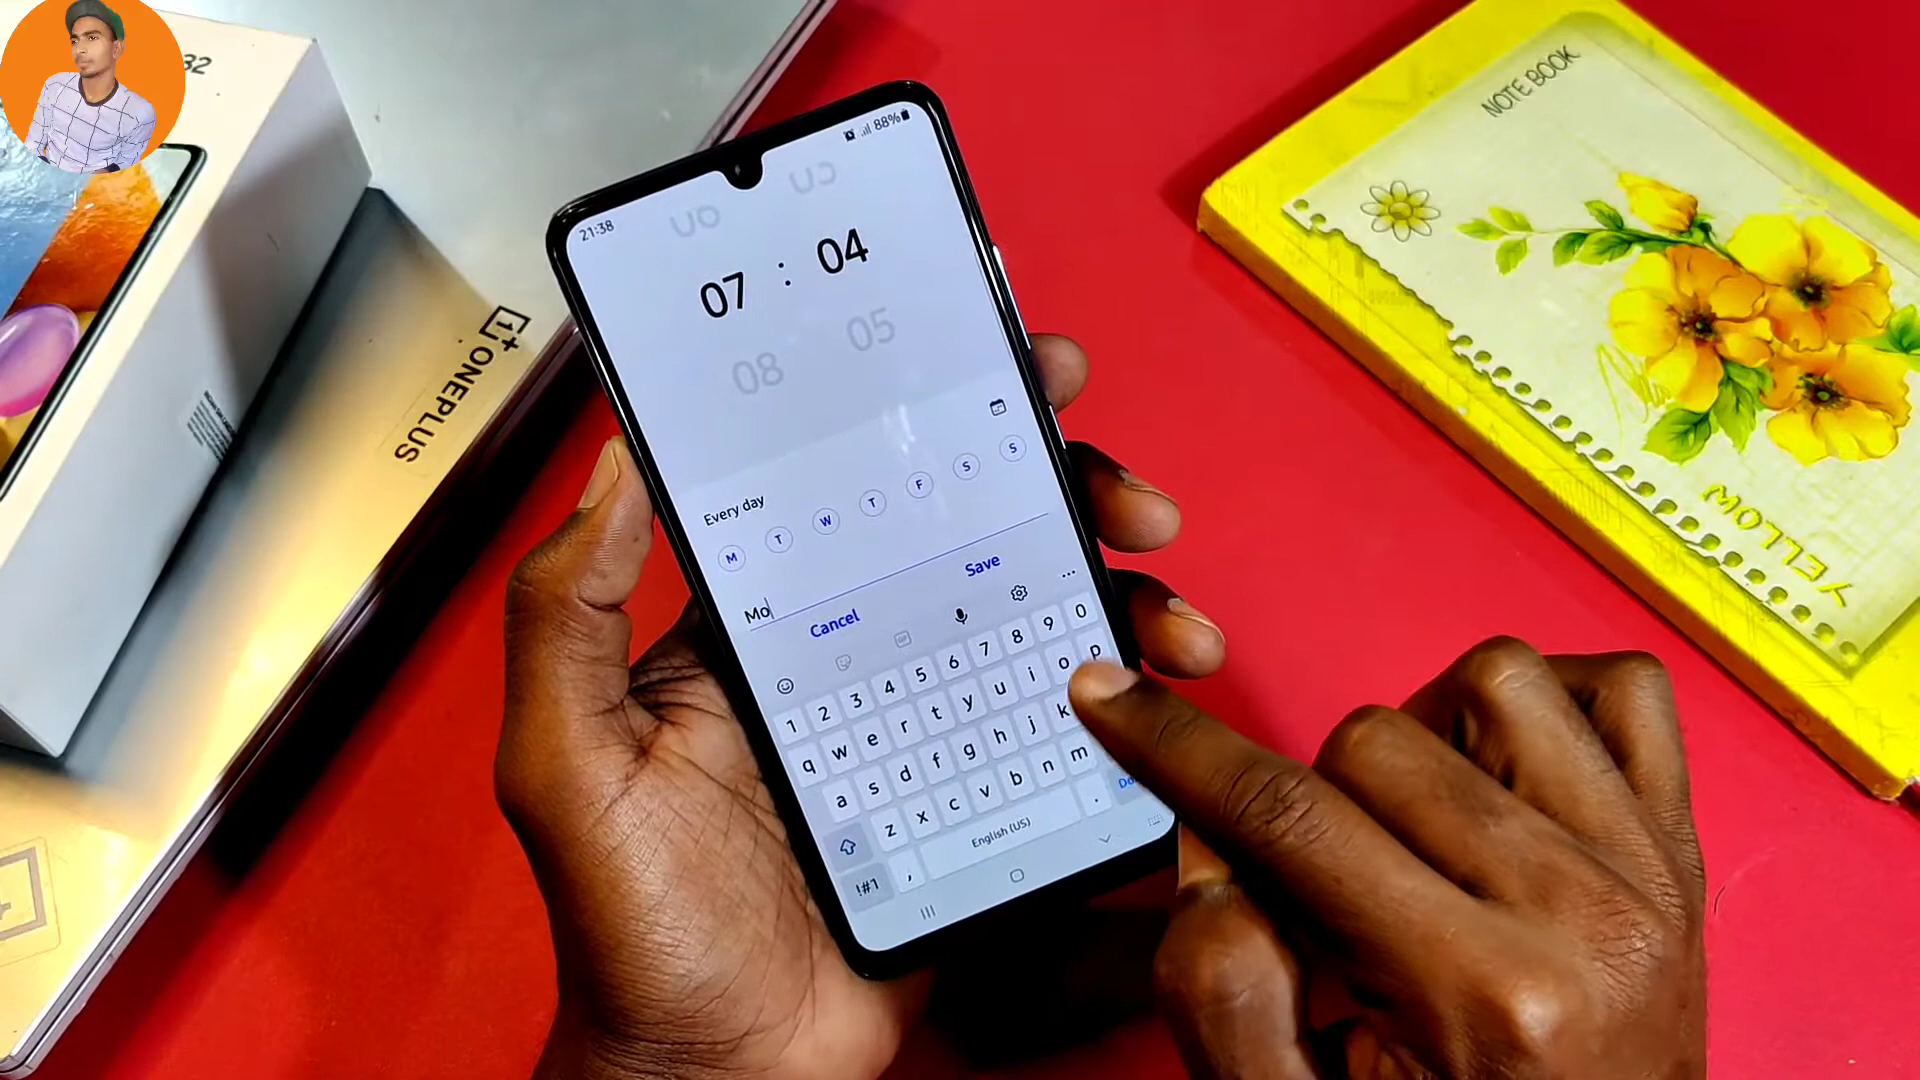 32
ONEPLUS
NOTE BOOK
YELLOW
21:38
88%
07 : 04
08 05
Every day
M T W T F S S
Mo
Cancel Save
1 2 3 4 5 6 7 8 9 0
q w e r t y u i o p
a s d f g h j k
z x c v b n m
!#1 , English (US) .